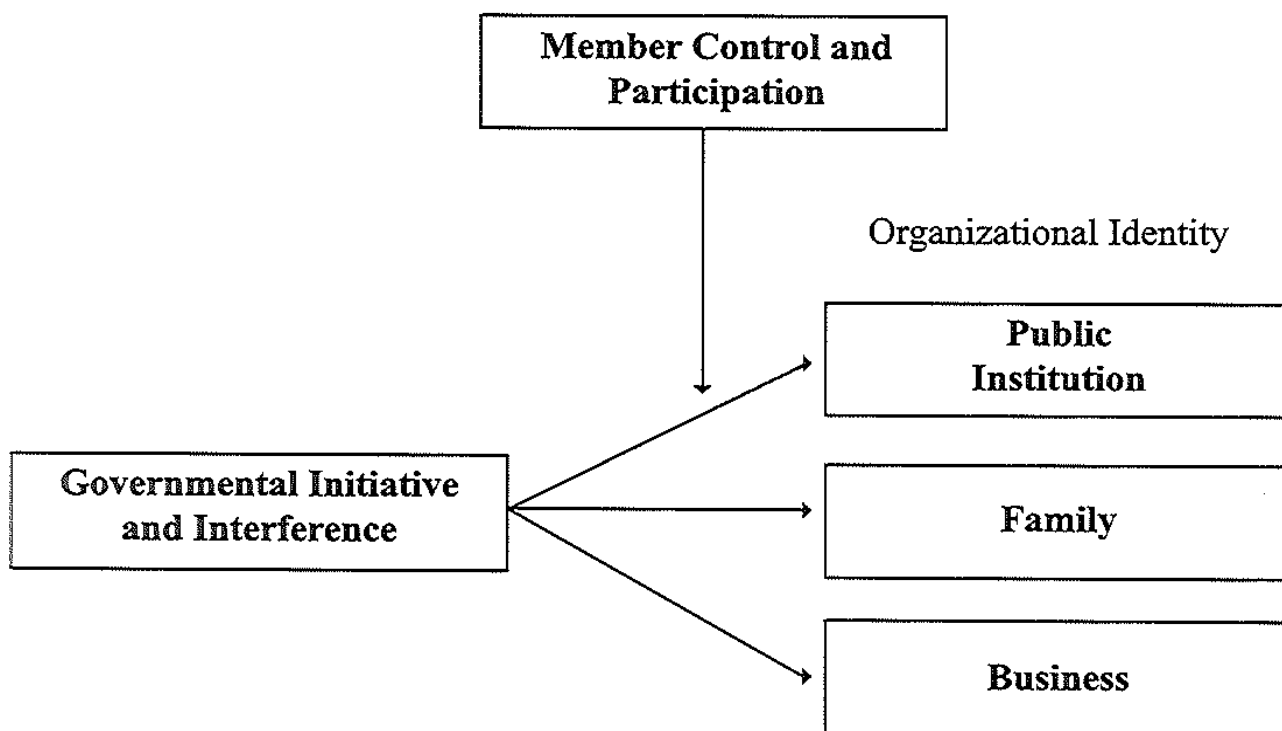 Member Control and
Participation
Organizational Identity
Public
Institution
Governmental Initiative
and Interference
Family
Business